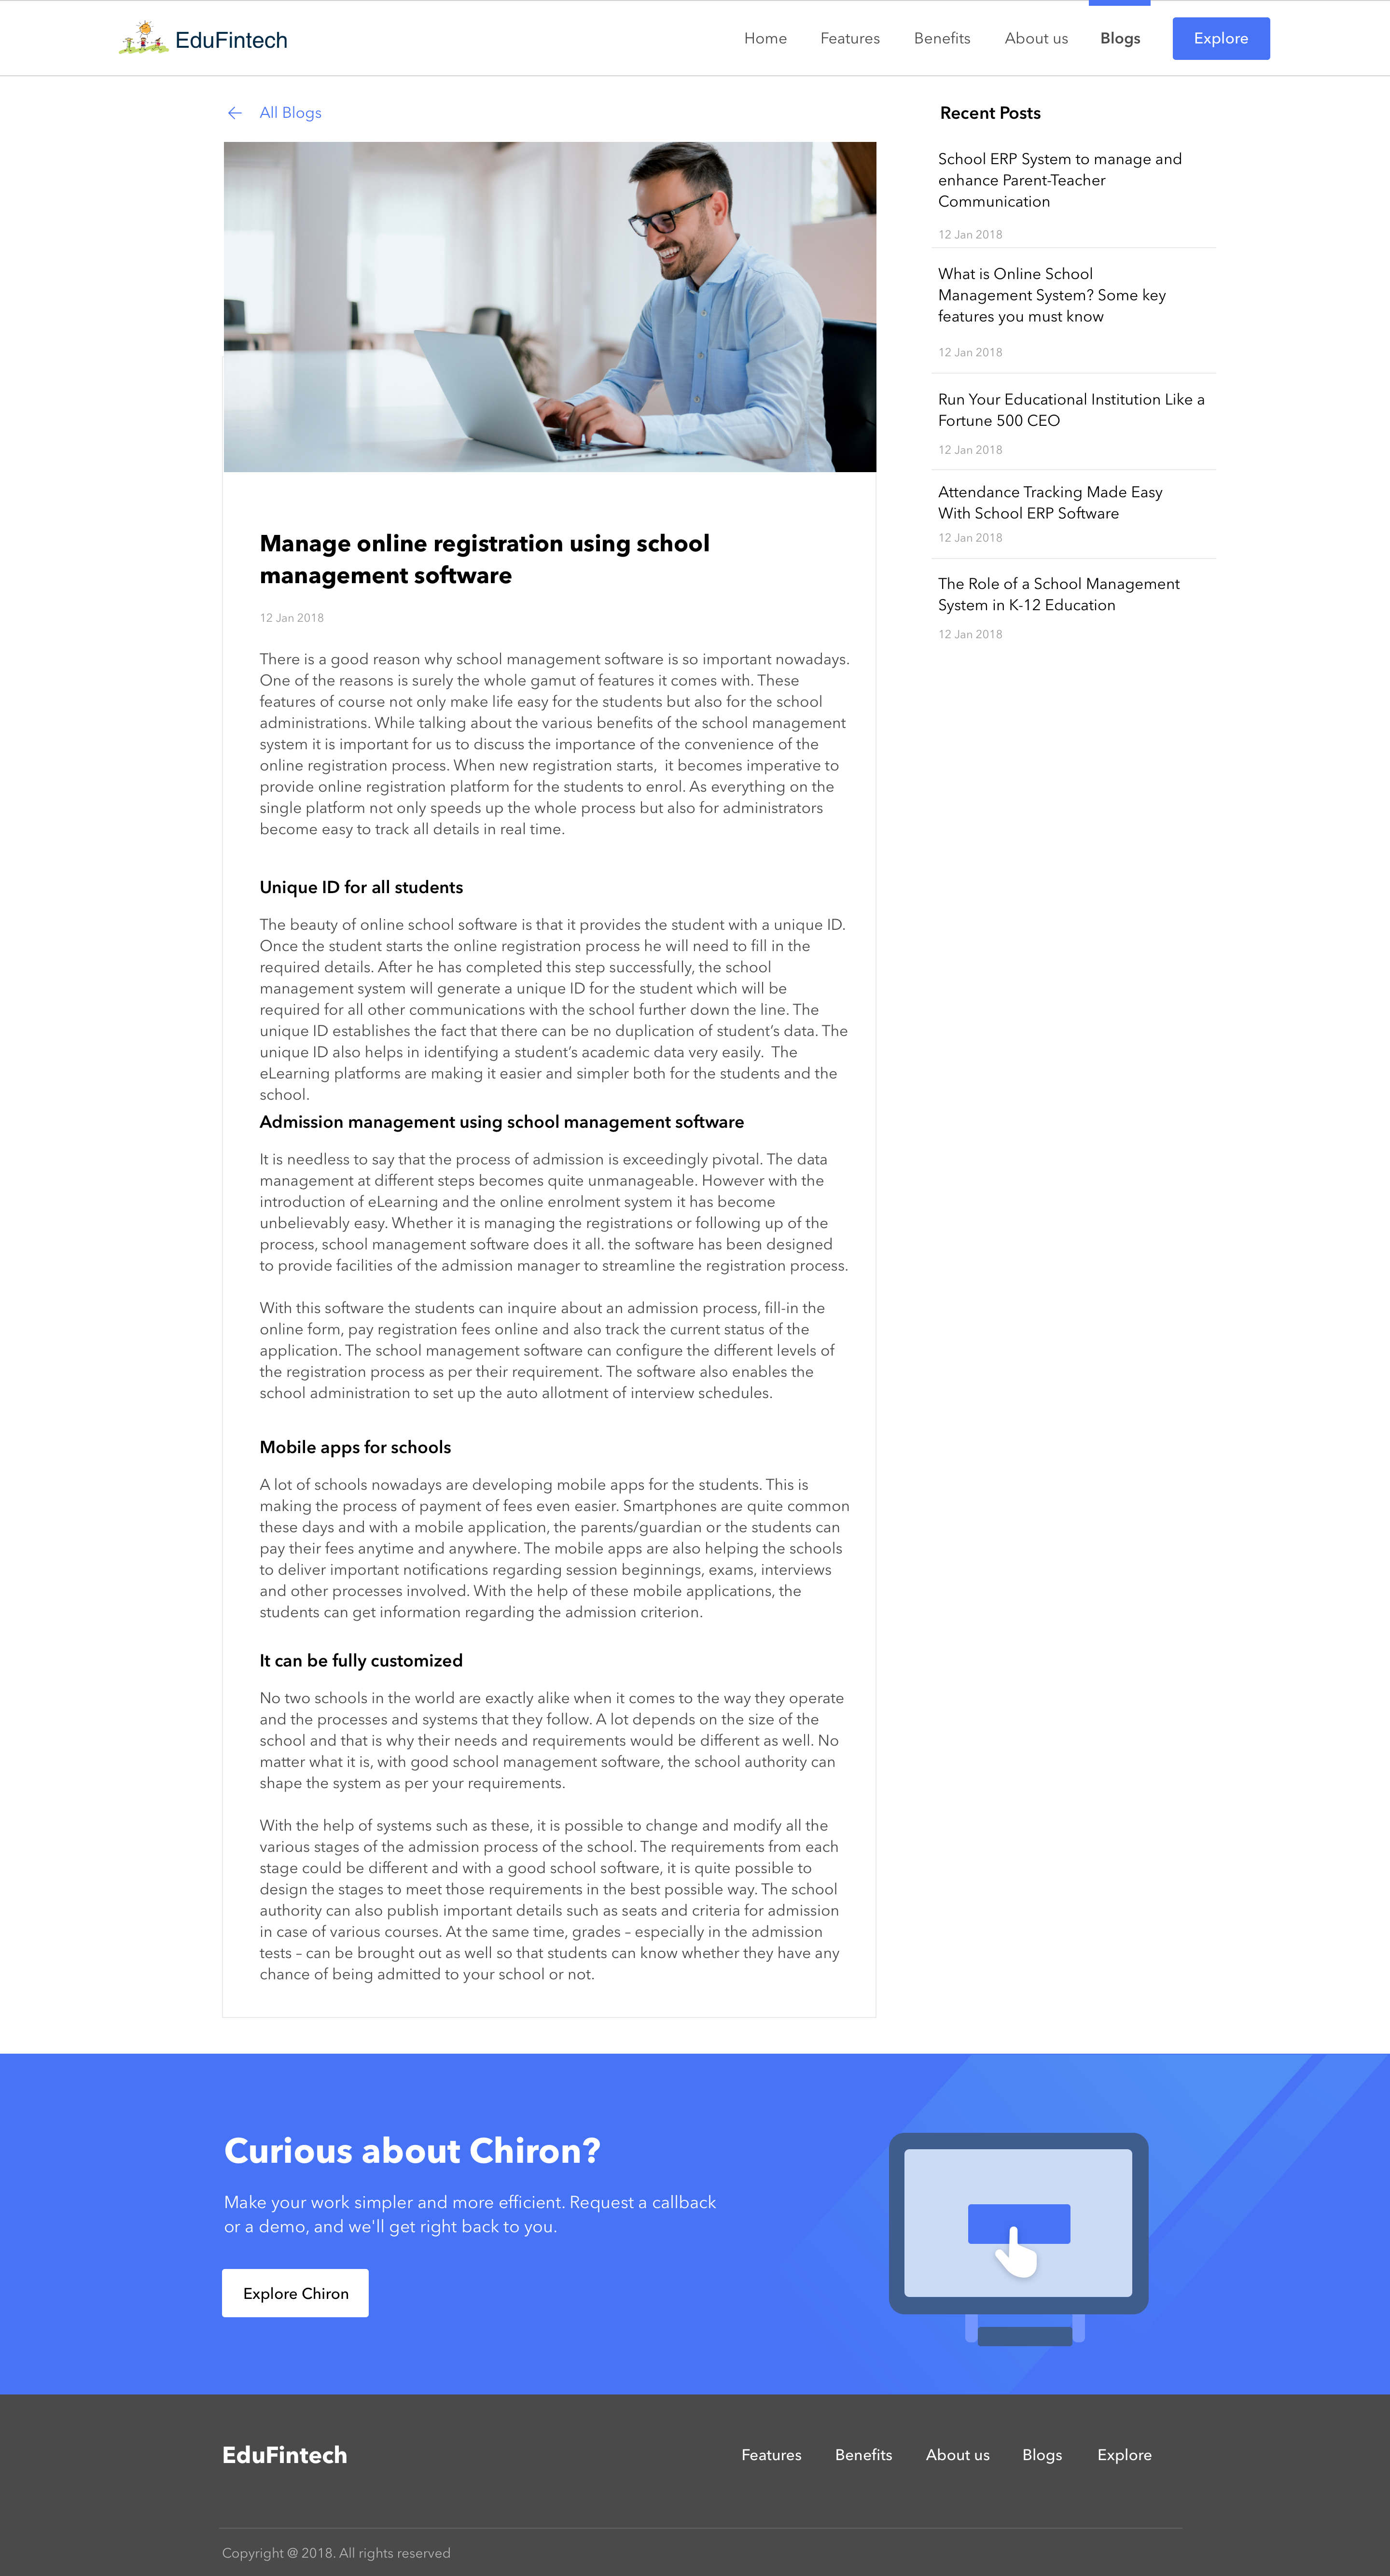 EduFintech
Home
Features
Benefits
About us
Blogs
Explore
All Blogs
Manage online registration using school
management software
12 Jan 2018
There is a good reason why school management software is so important nowadays.
One of the reasons is surely the whole gamut of features it comes with. These
features of course not only make life easy for the students but also for the school
administrations. While talking about the various benefits of the school management
system it is important for us to discuss the importance of the convenience of the
online registration process. When new registration starts,  it becomes imperative to
provide online registration platform for the students to enrol. As everything on the
single platform not only speeds up the whole process but also for administrators
become easy to track all details in real time.
Unique ID for all students
The beauty of online school software is that it provides the student with a unique ID.
Once the student starts the online registration process he will need to fill in the
required details. After he has completed this step successfully, the school
management system will generate a unique ID for the student which will be
required for all other communications with the school further down the line. The
unique ID establishes the fact that there can be no duplication of student’s data. The
unique ID also helps in identifying a student’s academic data very easily.  The
eLearning platforms are making it easier and simpler both for the students and the
school.
Admission management using school management software
It is needless to say that the process of admission is exceedingly pivotal. The data
management at different steps becomes quite unmanageable. However with the
introduction of eLearning and the online enrolment system it has become
unbelievably easy. Whether it is managing the registrations or following up of the
process, school management software does it all. the software has been designed
to provide facilities of the admission manager to streamline the registration process.
With this software the students can inquire about an admission process, fill-in the
online form, pay registration fees online and also track the current status of the
application. The school management software can configure the different levels of
the registration process as per their requirement. The software also enables the
school administration to set up the auto allotment of interview schedules.
Mobile apps for schools
A lot of schools nowadays are developing mobile apps for the students. This is
making the process of payment of fees even easier. Smartphones are quite common
these days and with a mobile application, the parents/guardian or the students can
pay their fees anytime and anywhere. The mobile apps are also helping the schools
to deliver important notifications regarding session beginnings, exams, interviews
and other processes involved. With the help of these mobile applications, the
students can get information regarding the admission criterion.
It can be fully customized
No two schools in the world are exactly alike when it comes to the way they operate
and the processes and systems that they follow. A lot depends on the size of the
school and that is why their needs and requirements would be different as well. No
matter what it is, with good school management software, the school authority can
shape the system as per your requirements.
With the help of systems such as these, it is possible to change and modify all the
various stages of the admission process of the school. The requirements from each
stage could be different and with a good school software, it is quite possible to
design the stages to meet those requirements in the best possible way. The school
authority can also publish important details such as seats and criteria for admission
in case of various courses. At the same time, grades – especially in the admission
tests – can be brought out as well so that students can know whether they have any
chance of being admitted to your school or not.
Recent Posts
School ERP System to manage and
enhance Parent-Teacher
Communication
12 Jan 2018
What is Online School
Management System? Some key
features you must know
12 Jan 2018
Run Your Educational Institution Like a
Fortune 500 CEO
12 Jan 2018
Attendance Tracking Made Easy
With School ERP Software
12 Jan 2018
The Role of a School Management
System in K-12 Education
12 Jan 2018
Curious about Chiron?
Make your work simpler and more efficient. Request a callback
or a demo, and we'll get right back to you.
Explore Chiron
EduFintech
Features
Benefits
About us
Blogs
Explore
Copyright @ 2018. All rights reserved